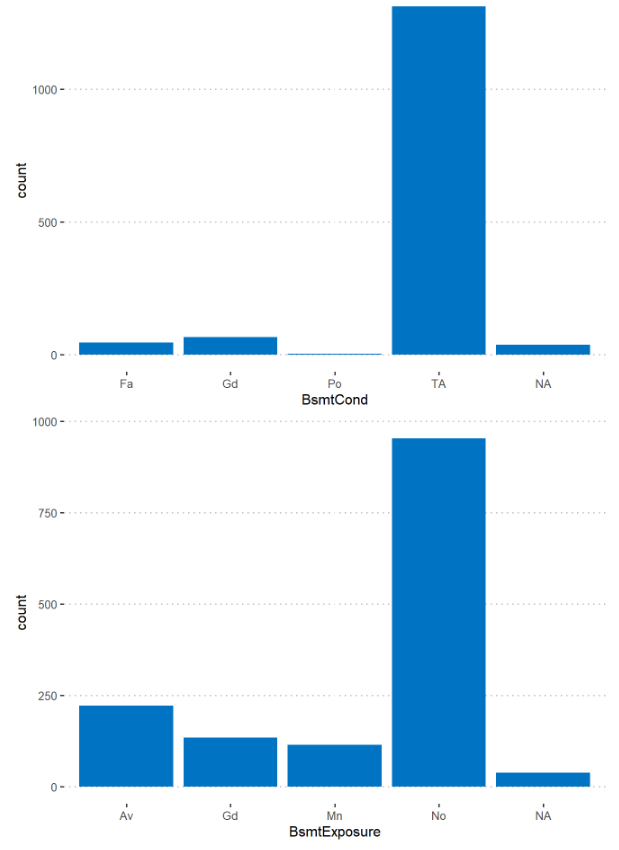 1000
count
500
0
Fa Gd Po TA NA
BsmtCond
1000
750
count
500
250
0
Av Gd Mn No NA
BsmtExposure